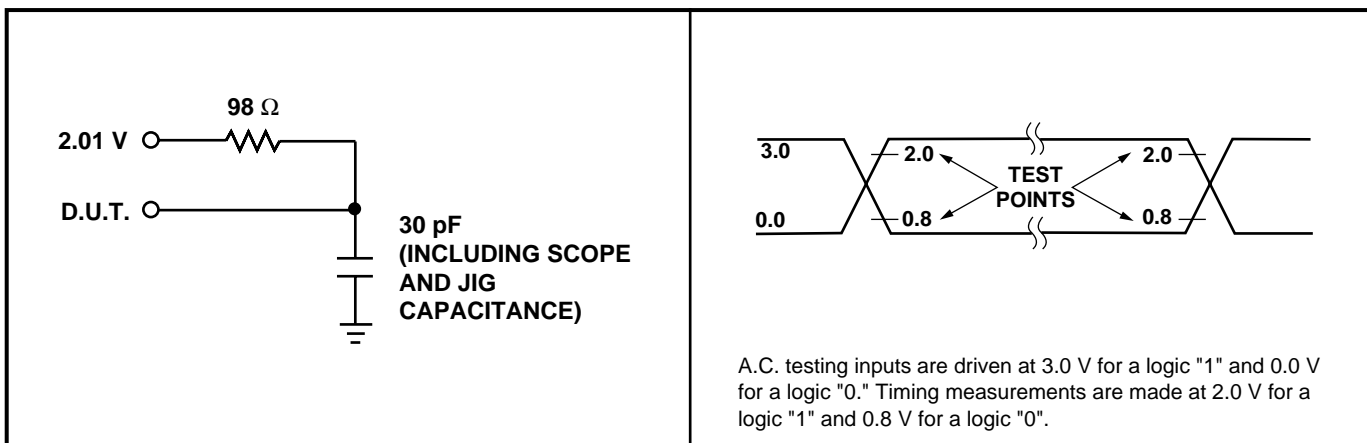 98 Ω
2.01 V
D.U.T.
30 pF
(INCLUDING SCOPE
AND JIG
CAPACITANCE)
3.0
2.0
TEST
POINTS
2.0
0.0
0.8
0.8
A.C. testing inputs are driven at 3.0 V for a logic "1" and 0.0 V
for a logic "0." Timing measurements are made at 2.0 V for a
logic "1" and 0.8 V for a logic "0".